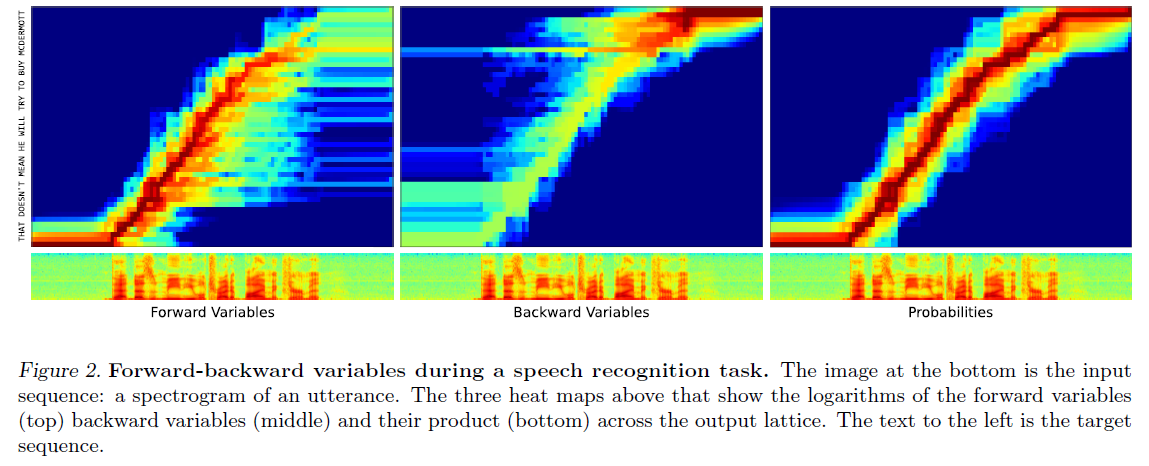 THAT DOESN'T MEAN HE WILL TRY TO BUY MCDERMOTT
Forward Variables
Backward Variables
Probabilities
Figure 2. Forward-backward variables during a speech recognition task. The image at the bottom is the input
sequence: a spectrogram of an utterance. The three heat maps above that show the logarithms of the forward variables
(top) backward variables (middle) and their product (bottom) across the output lattice. The text to the left is the target
sequence.